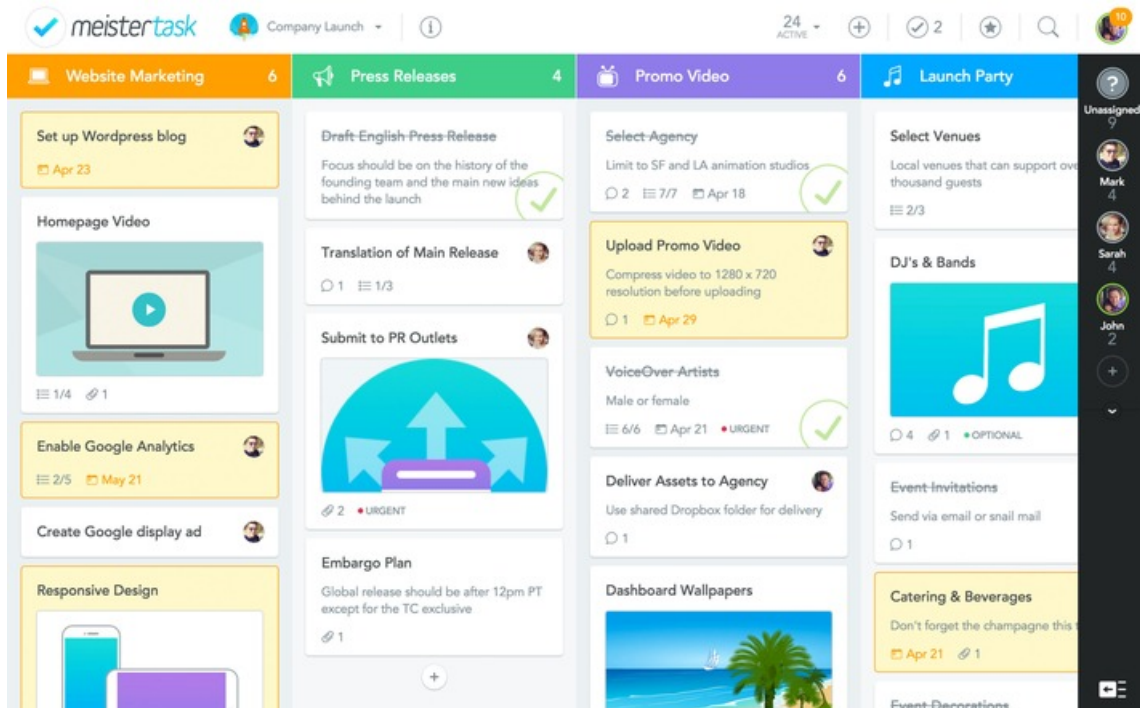 meistertask
Company Launch
24
ACTIVE
2
10
Website Marketing 6
Set up Wordpress blog
Apr 23
Homepage Video
1/4 1
Enable Google Analytics
2/5 May 21
Create Google display ad
Responsive Design
Press Releases 4
Draft English Press Release
Focus should be on the history of the
founding team and the main new ideas
behind the launch
Translation of Main Release
1 1/3
Submit to PR Outlets
2 URGENT
Embargo Plan
Global release should be after 12pm PT
except for the TC exclusive
1
+
Promo Video 6
Select Agency
Limit to SF and LA animation studios
2 7/7 Apr 18
Upload Promo Video
Compress video to 1280 x 720
resolution before uploading
1 Apr 29
VoiceOver Artists
Male or female
6/6 Apr 21 URGENT
Deliver Assets to Agency
Use shared Dropbox folder for delivery
1
Dashboard Wallpapers
Launch Party
Select Venues
Local venues that can support ove
thousand guests
2/3
DJ's & Bands
4 1 OPTIONAL
Event Invitations
Send via email or snail mail
1
Catering & Beverages
Don't forget the champagne this t
Apr 21 1
Event Decorations
?
Unassigned
9
Mark
4
Sarah
4
John
2
+